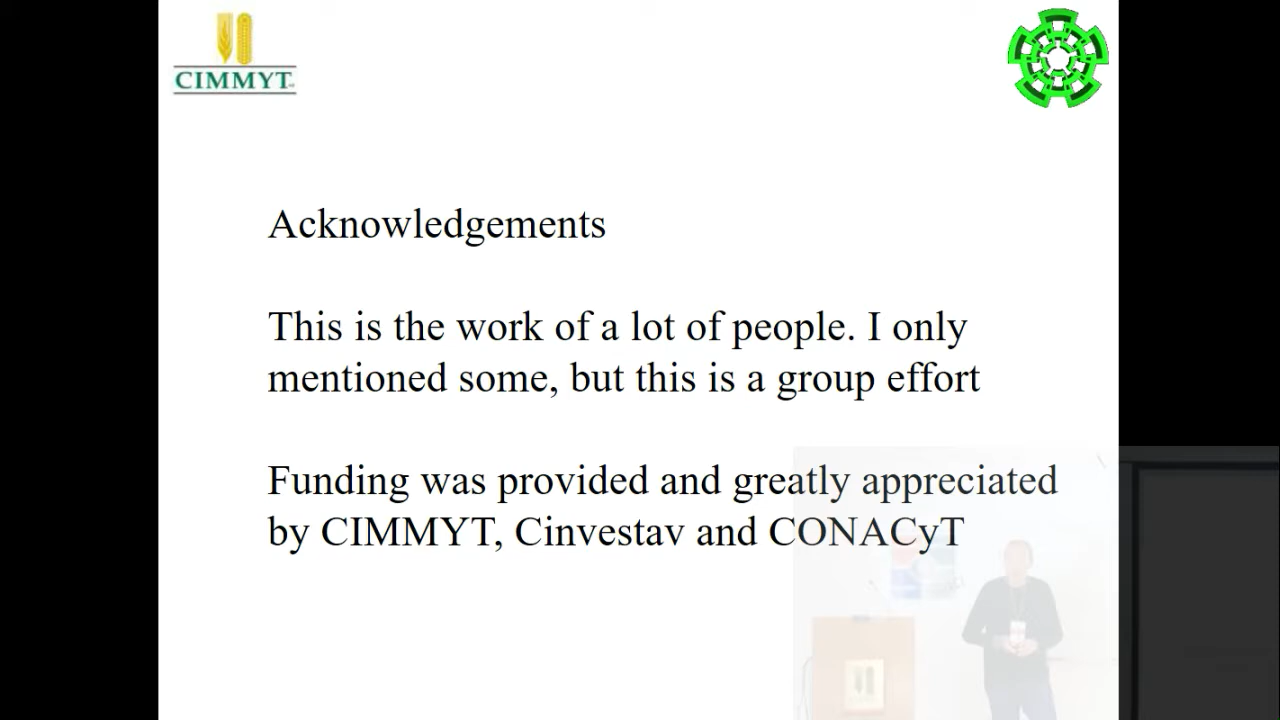 CIMMYT
Acknowledgements
This is the work of a lot of people. I only
mentioned some, but this is a group effort
Funding was provided and greatly appreciated
by CIMMYT, Cinvestav and CONACyT